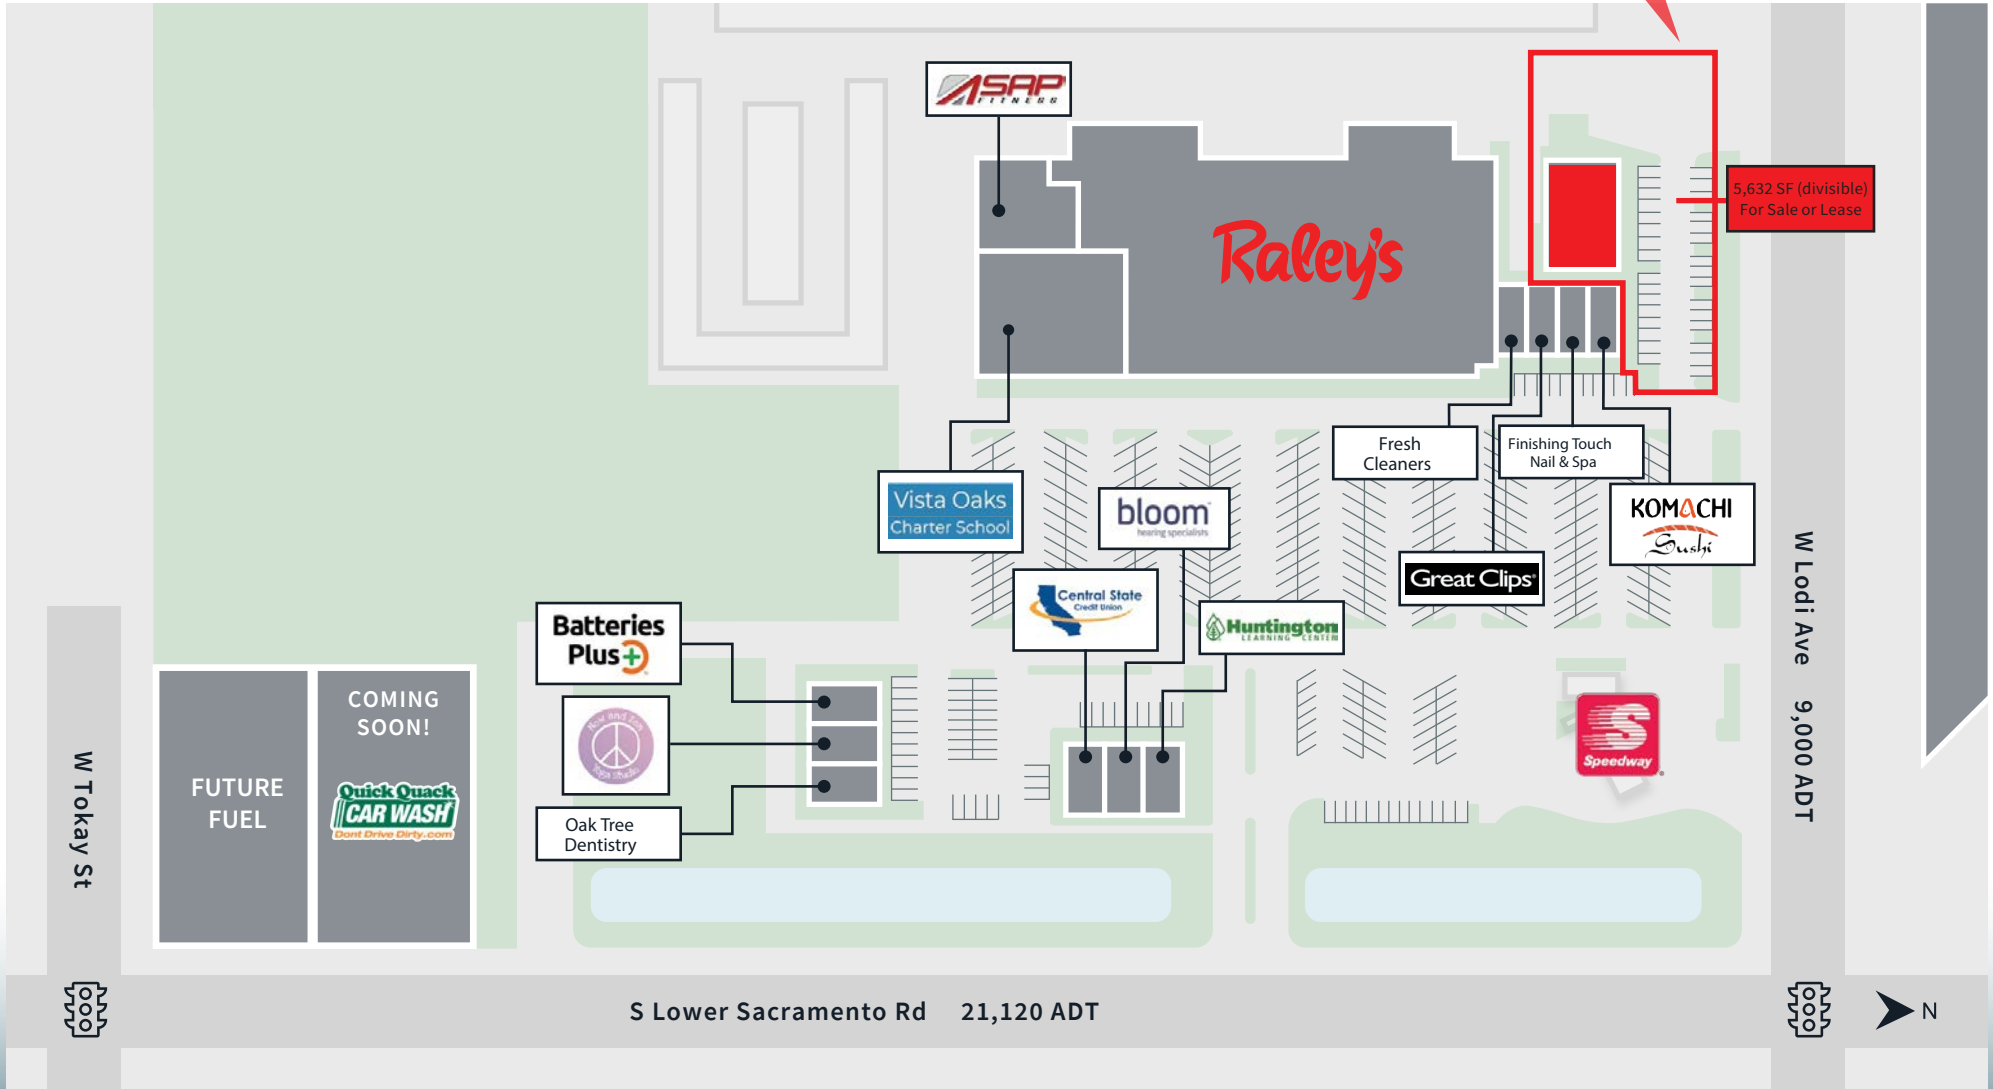 ASAP
FITNESS
Raley's
5,632 SF (divisible)
For Sale or Lease
Fresh
Cleaners
Finishing Touch
Nail & Spa
Vista Oaks
Charter School
bloom
hearing specialists
KOMACHI
Sushi
Great Clips
Central State
Credit Union
Huntington
LEARNING CENTER
Batteries
Plus+
Yoga Studio
Oak Tree
Dentistry
COMING
SOON!
Quick Quack
CAR WASH
Dont Drive Dirty.com
FUTURE
FUEL
S
Speedway
W Tokay St
W Lodi Ave 9,000 ADT
S Lower Sacramento Rd 21,120 ADT
N